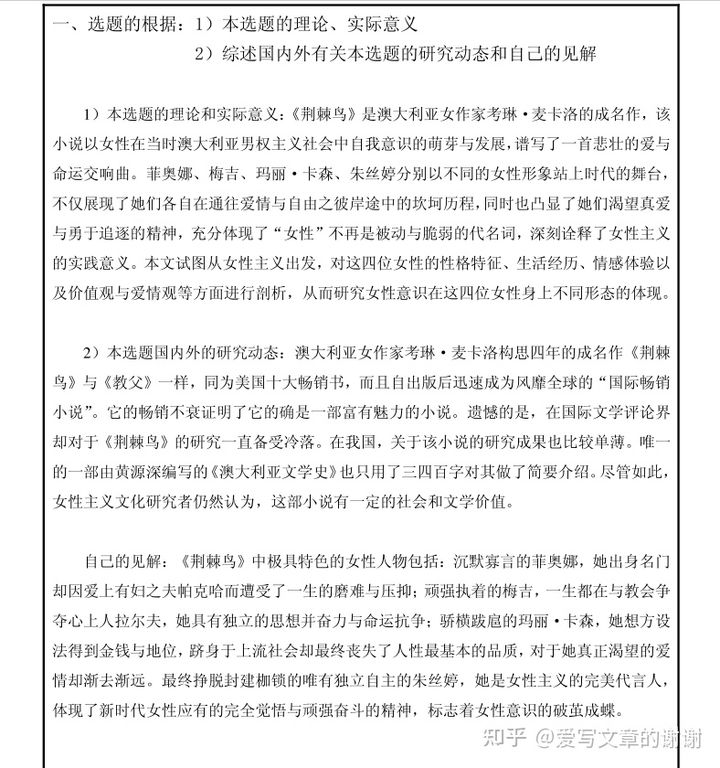 一、选题的根据：1）本选题的理论、实际意义
2）综述国内外有关本选题的研究动态和自己的见解
1）本选题的理论和实际意义：《荆棘鸟》是澳大利亚女作家考琳·麦卡洛的成名作，该
小说以女性在当时澳大利亚男权主义社会中自我意识的萌芽与发展，谱写了一首悲壮的爱与
命运交响曲。菲奥娜、梅吉、玛丽·卡森、朱丝婷分别以不同的女性形象站上时代的舞台，
不仅展现了她们各自在通往爱情与自由之彼岸途中的坎坷历程，同时也凸显了她们渴望真爱
与勇于追逐的精神，充分体现了“女性”不再是被动与脆弱的代名词，深刻诠释了女性主义
的实践意义。本文试图从女性主义出发，对这四位女性的性格特征、生活经历、情感体验以
及价值观与爱情观等方面进行剖析，从而研究女性意识在这四位女性身上不同形态的体现。
2）本选题国内外的研究动态：澳大利亚女作家考琳·麦卡洛构思四年的成名作《荆棘
鸟》与《教父》一样，同为美国十大畅销书，而且自出版后迅速成为风靡全球的“国际畅销
小说”。它的畅销不衰证明了它的确是一部富有魅力的小说。遗憾的是，在国际文学评论界
却对于《荆棘鸟》的研究一直备受冷落。在我国，关于该小说的研究成果也比较单薄。唯一
的一部由黄源深编写的《澳大利亚文学史》也只用了三四百字对其做了简要介绍。尽管如此，
女性主义文化研究者仍然认为，这部小说有一定的社会和文学价值。
自己的见解：《荆棘鸟》中极具特色的女性人物包括：沉默寡言的菲奥娜，她出身名门
却因爱上有妇之夫帕克哈而遭受了一生的磨难与压抑；顽强执着的梅吉，一生都在与教会争
夺心上人拉尔夫，她具有独立的思想并奋力与命运抗争；骄横跋扈的玛丽·卡森，她想方设
法得到金钱与地位，跻身于上流社会却最终丧失了人性最基本的品质，对于她真正渴望的爱
情却渐去渐远。最终挣脱封建枷锁的唯有独立自主的朱丝婷，她是女性主义的完美代言人，
体现了新时代女性应有的完全觉悟与顽强奋斗的精神，标志着女性意识的破茧成蝶。
知乎 @爱写文章的谢谢